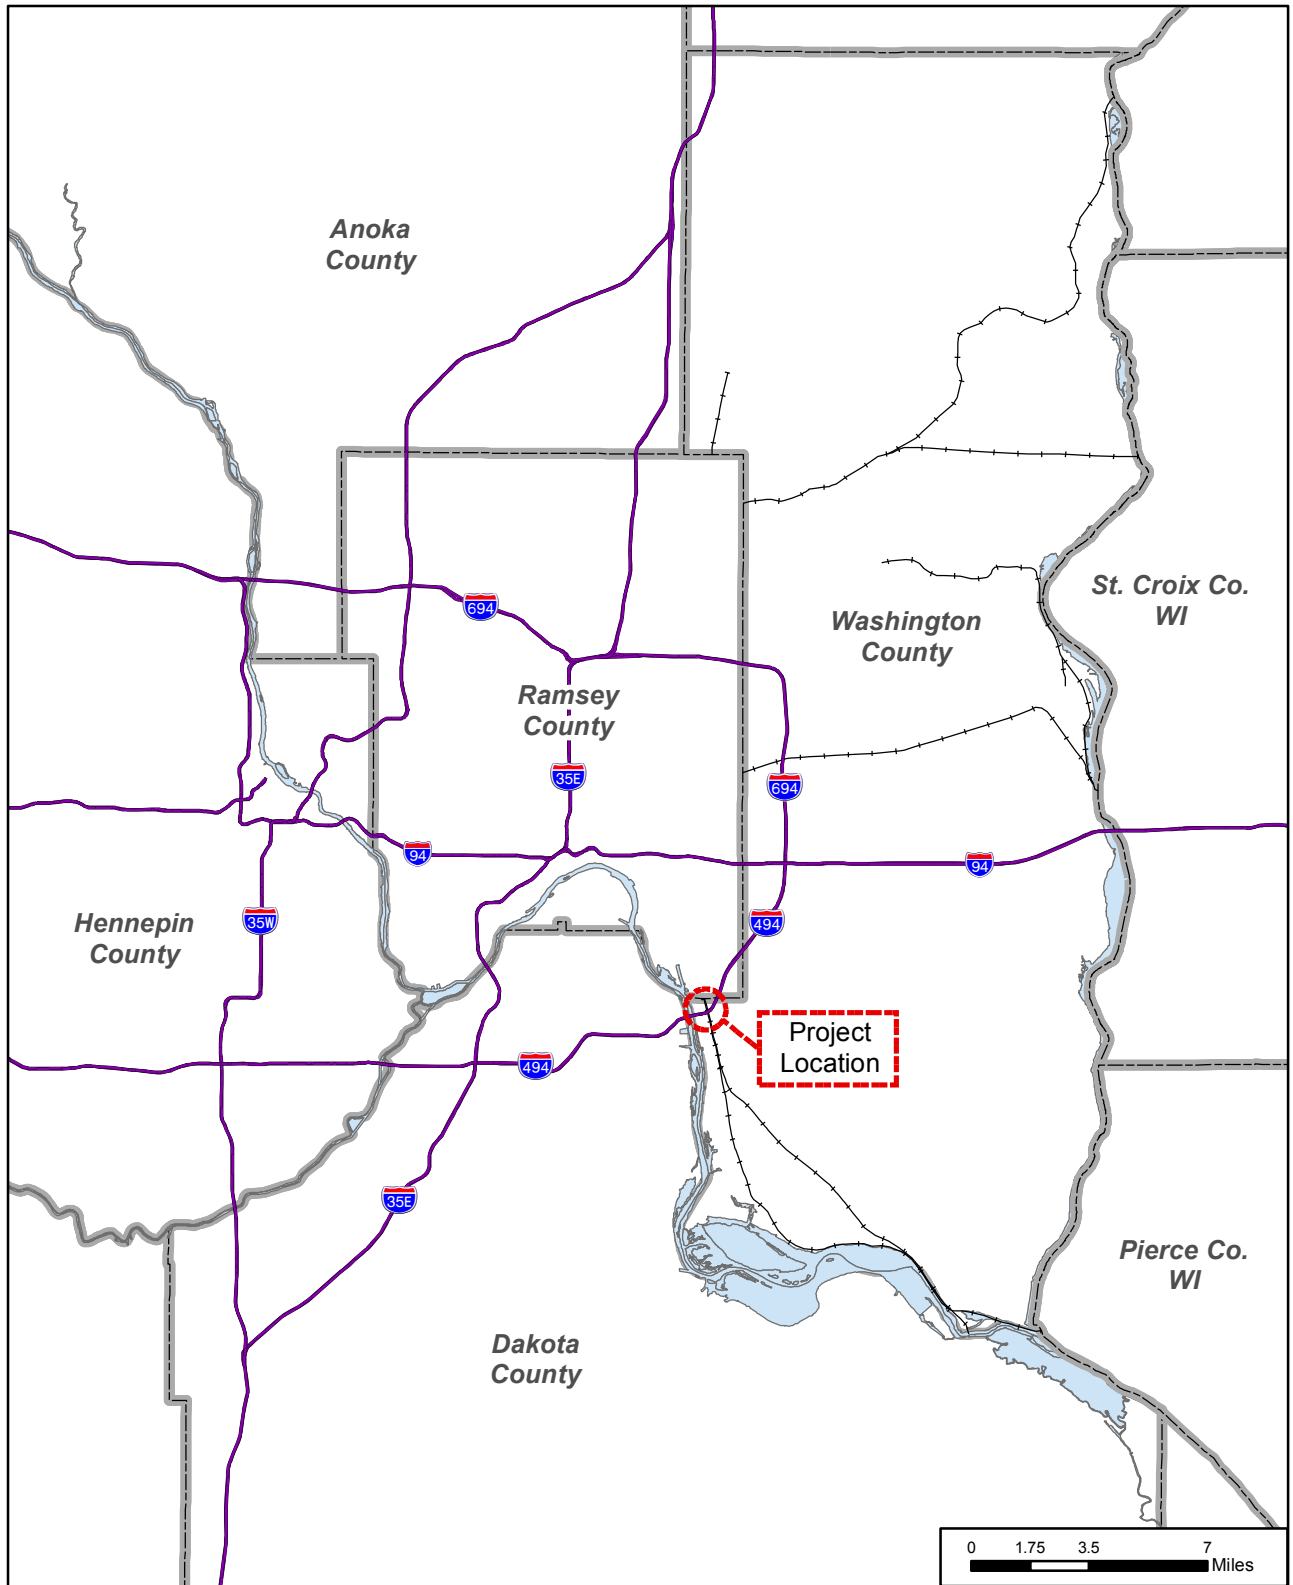 Anoka
County
694
St. Croix Co.
WI
Washington
County
Ramsey
County
35E
694
94
94
Hennepin
County
35W
494
Project
Location
494
35E
Pierce Co.
WI
Dakota
County
0 1.75 3.5 7
Miles